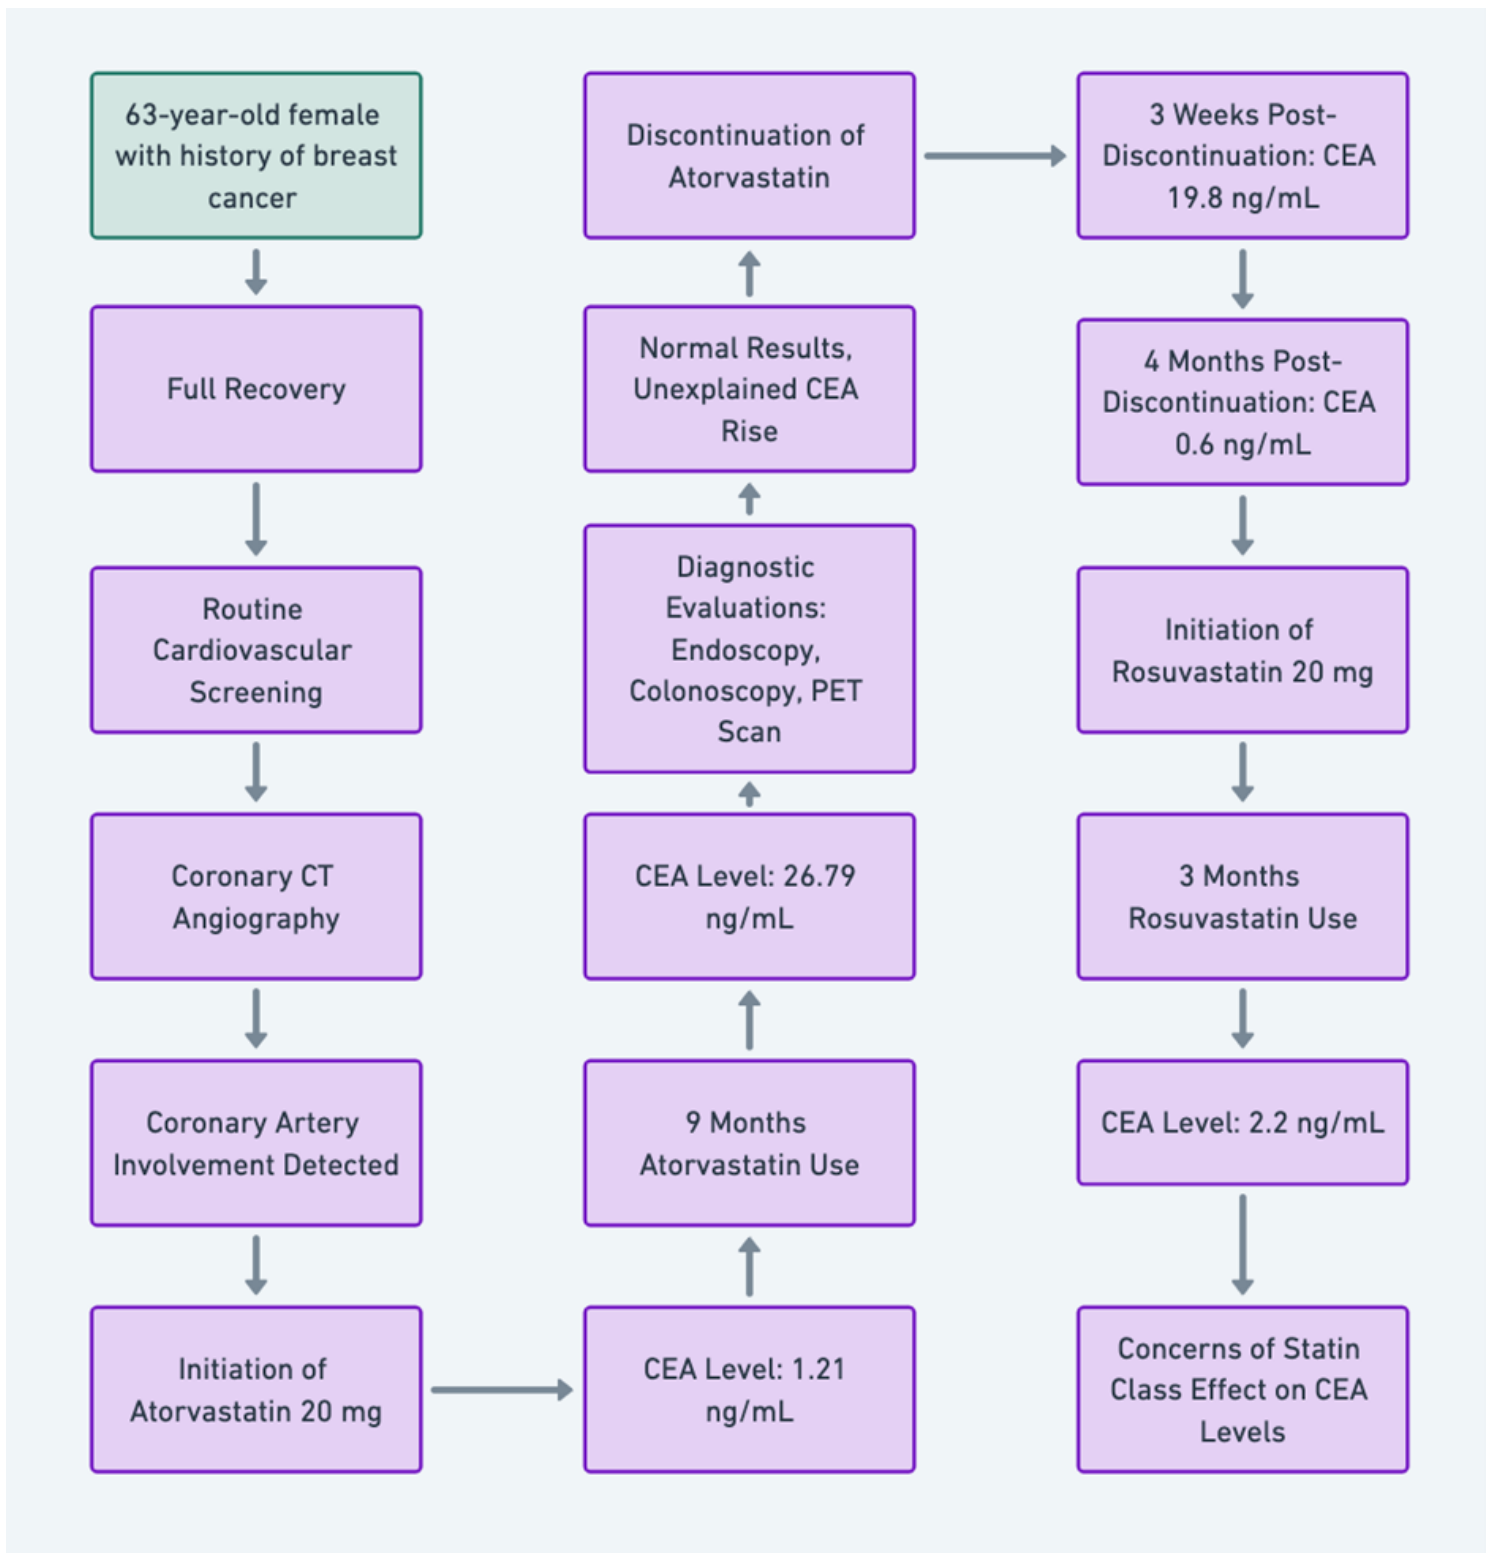 63-year-old female
with history of breast
cancer
Full Recovery
Routine
Cardiovascular
Screening
Coronary CT
Angiography
Coronary Artery
Involvement Detected
Initiation of
Atorvastatin 20 mg
CEA Level: 1.21
ng/mL
9 Months
Atorvastatin Use
CEA Level: 26.79
ng/mL
Diagnostic
Evaluations:
Endoscopy,
Colonoscopy, PET
Scan
Normal Results,
Unexplained CEA
Rise
Discontinuation of
Atorvastatin
3 Weeks Post-
Discontinuation: CEA
19.8 ng/mL
4 Months Post-
Discontinuation: CEA
0.6 ng/mL
Initiation of
Rosuvastatin 20 mg
3 Months
Rosuvastatin Use
CEA Level: 2.2 ng/mL
Concerns of Statin
Class Effect on CEA
Levels